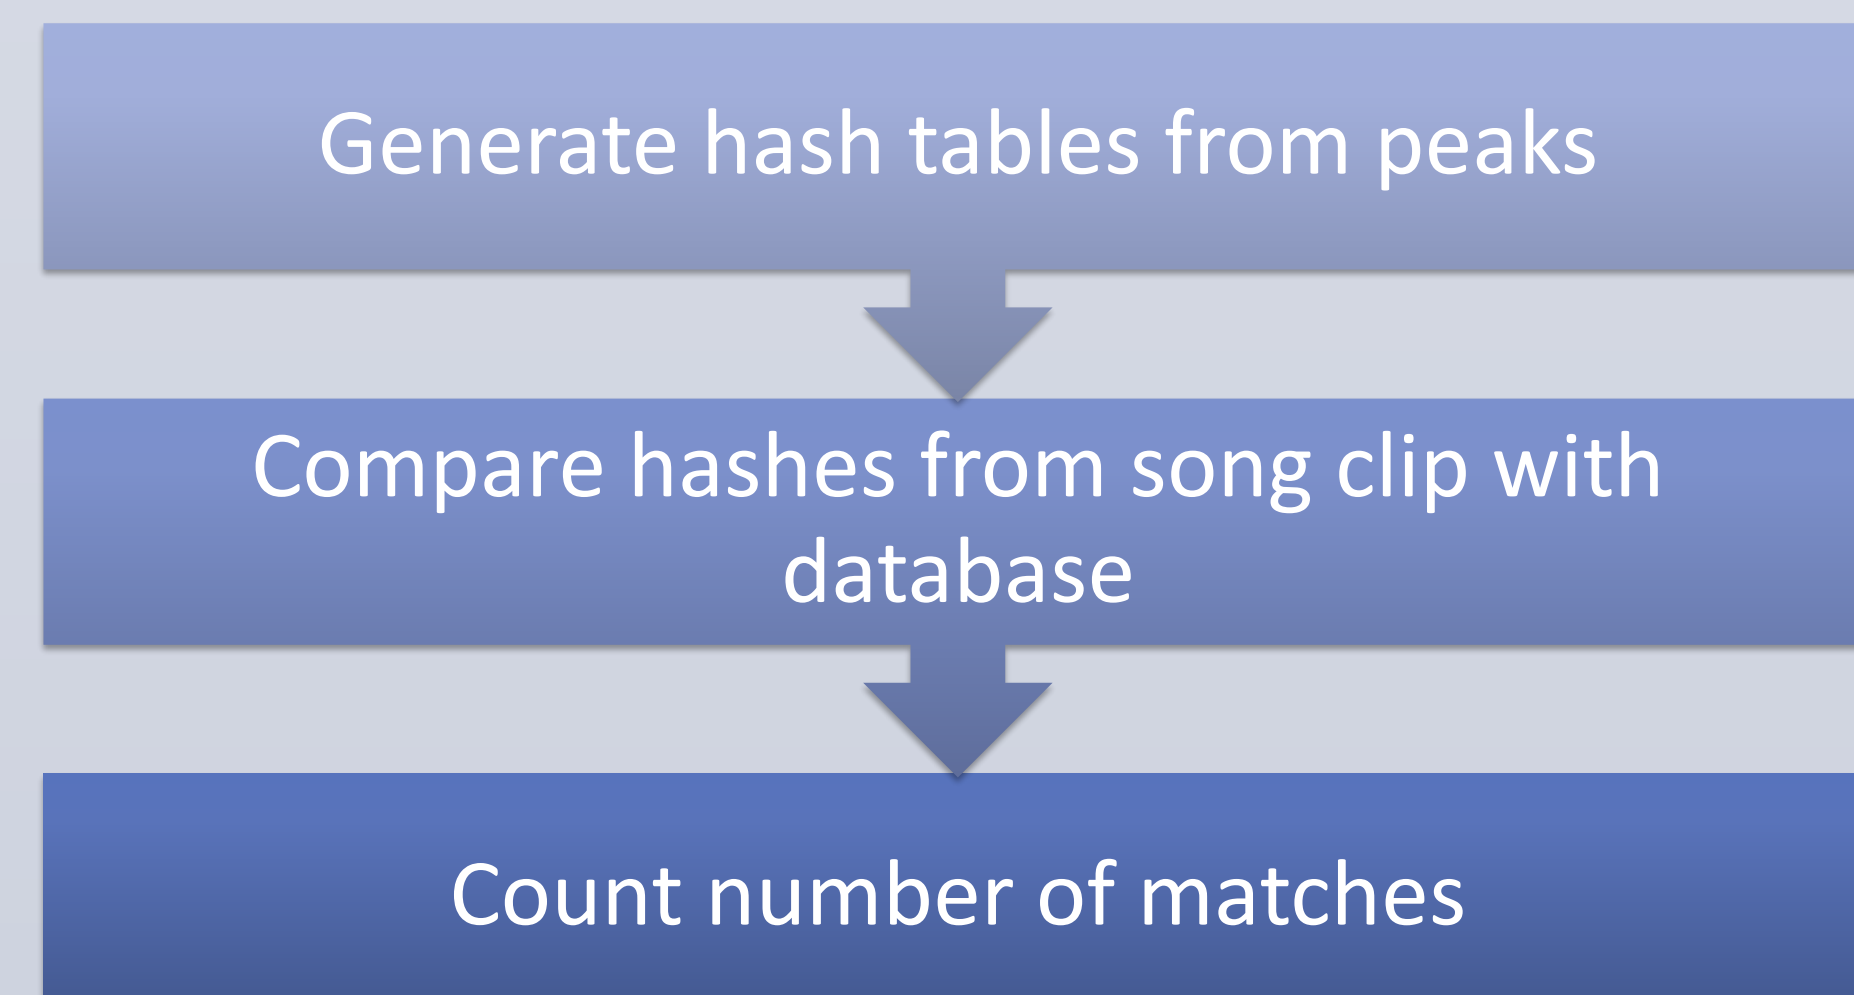 Generate hash tables from peaks
Compare hashes from song clip with
database
Count number of matches